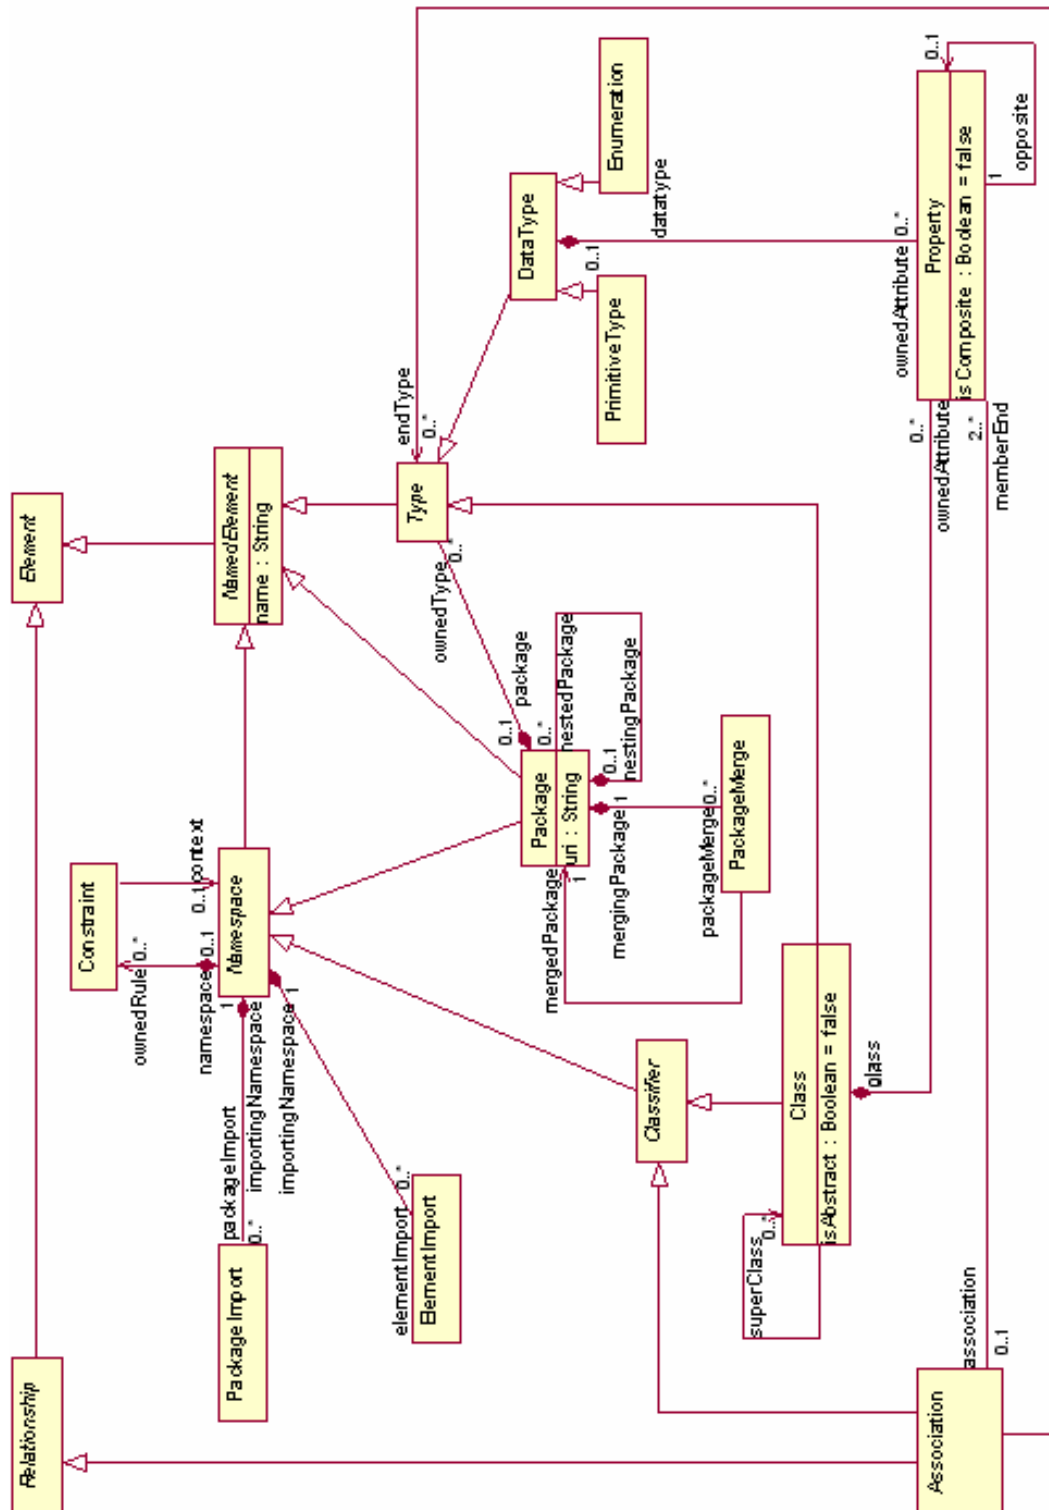 Relationship
Element
Constraint
ownedRule
0..*
0..1
context
namespace
0..1
Namespace
1
importingNamespace
packageImport
0..*
PackageImport
1
importingNamespace
elementImport
0..*
ElementImport
NamedElement
name : String
Type
endType
0..*
ownedType
0..*
package
0..1
Package
uri : String
0..*
nestedPackage
0..1
nestingPackage
mergedPackage
1
mergingPackage
1
packageMerge
0..*
PackageMerge
DataType
0..1
datatype
Enumeration
PrimitiveType
Classifier
Class
isAbstract : Boolean = false
superClass
0..*
class
ownedAttribute
0..*
ownedAttribute
0..*
Property
isComposite : Boolean = false
0..1
1
opposite
2..*
memberEnd
association
0..1
Association